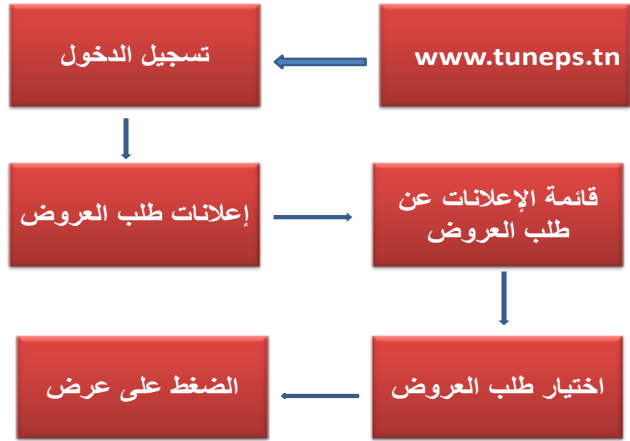 www.tuneps.tn
تسجيل الدخول
إعلانات طلب العروض
قائمة الإعلانات عن
طلب العروض
اختيار طلب العروض
الضغط على عرض